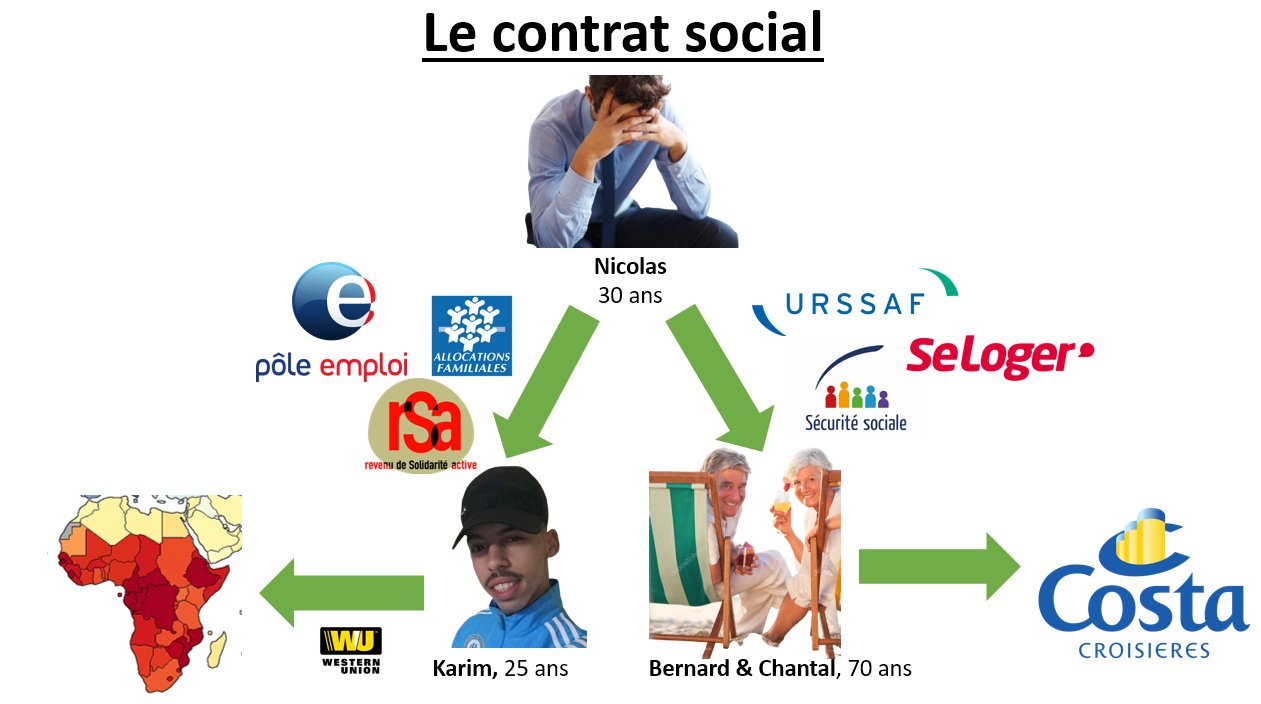 Le contrat social
Nicolas
30 ans
e
pôle emploi
ALLOCATIONS
FAMILIALES
rSa
revenu de Solidarité active
URSSAF
SeLoger
Sécurité sociale
WU
WESTERN
UNION
Karim, 25 ans
Bernard & Chantal, 70 ans
Costa
CROISIERES